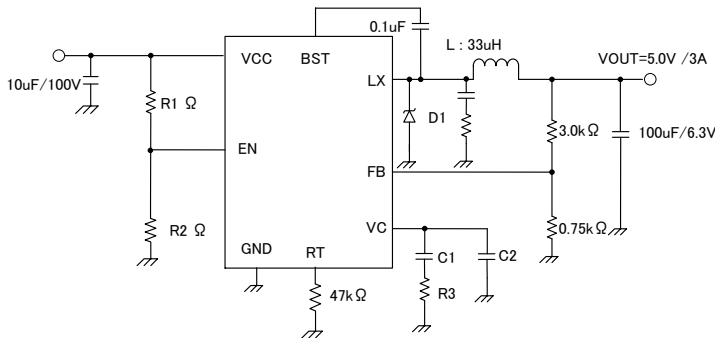 0.1uF
L : 33uH
VOUT=5.0V /3A
VCC
BST
LX
10uF/100V
R1 Ω
D1
3.0kΩ
100uF/6.3V
EN
FB
R2 Ω
VC
0.75kΩ
GND
RT
C1
C2
47kΩ
R3